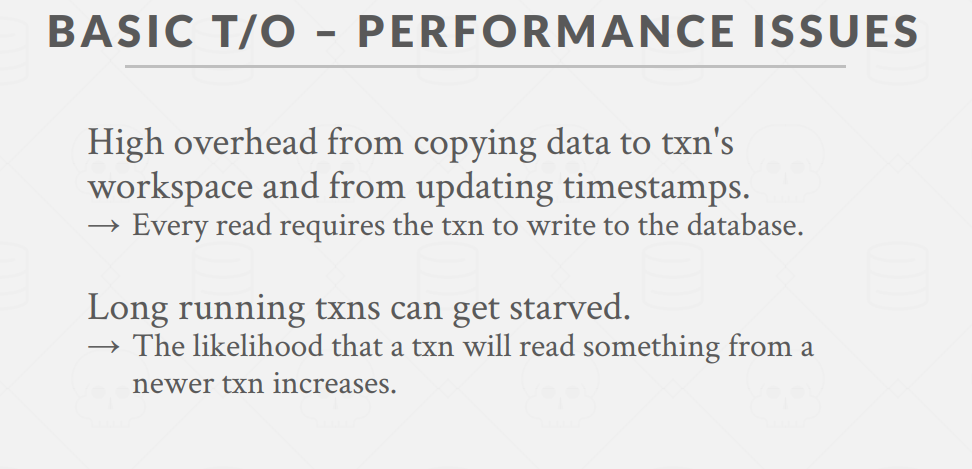 BASIC T/O – PERFORMANCE ISSUES
High overhead from copying data to txn's
workspace and from updating timestamps.
→ Every read requires the txn to write to the database.
Long running txns can get starved.
→ The likelihood that a txn will read something from a
newer txn increases.